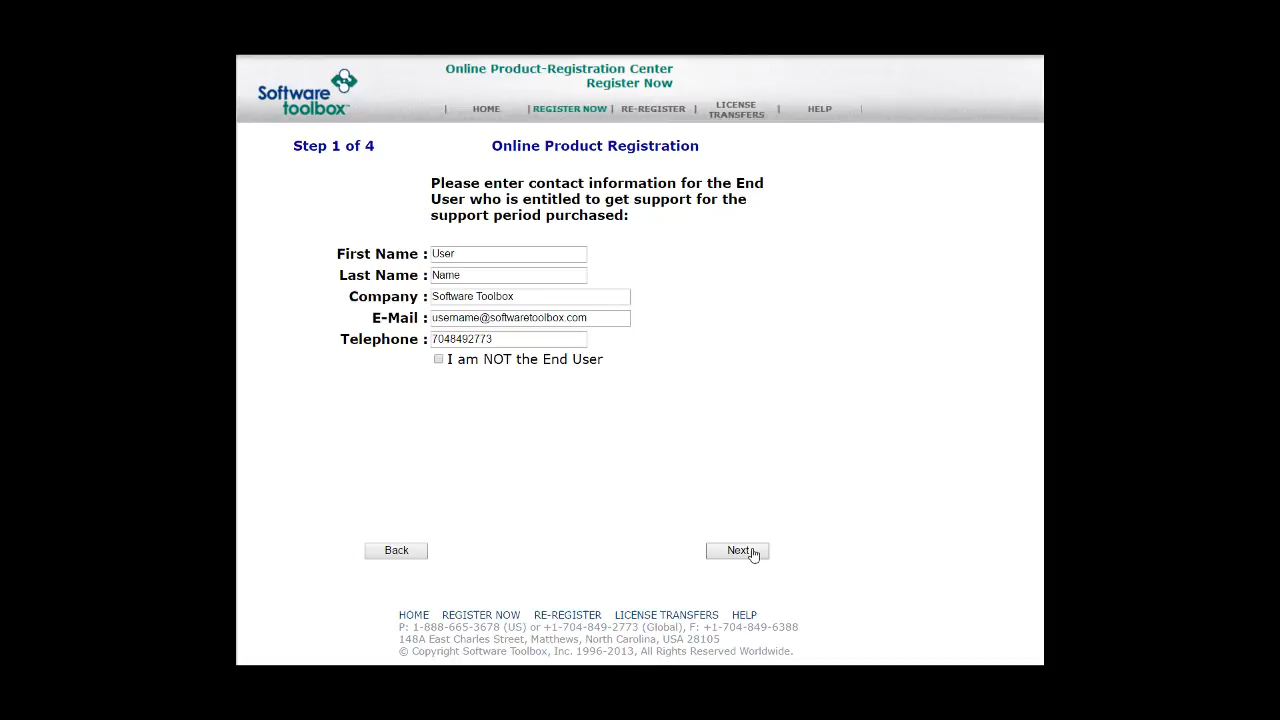 Software
toolbox™
Online Product-Registration Center
Register Now
| HOME | REGISTER NOW | RE-REGISTER | LICENSE TRANSFERS | HELP |
Step 1 of 4
Online Product Registration
Please enter contact information for the End
User who is entitled to get support for the
support period purchased:
First Name : User
Last Name : Name
Company : Software Toolbox
E-Mail : username@softwaretoolbox.com
Telephone : 7048492773
I am NOT the End User
Back
Next
HOME REGISTER NOW RE-REGISTER LICENSE TRANSFERS HELP
P: 1-888-665-3678 (US) or +1-704-849-2773 (Global), F: +1-704-849-6388
148A East Charles Street, Matthews, North Carolina, USA 28105
© Copyright Software Toolbox, Inc. 1996-2013, All Rights Reserved Worldwide.